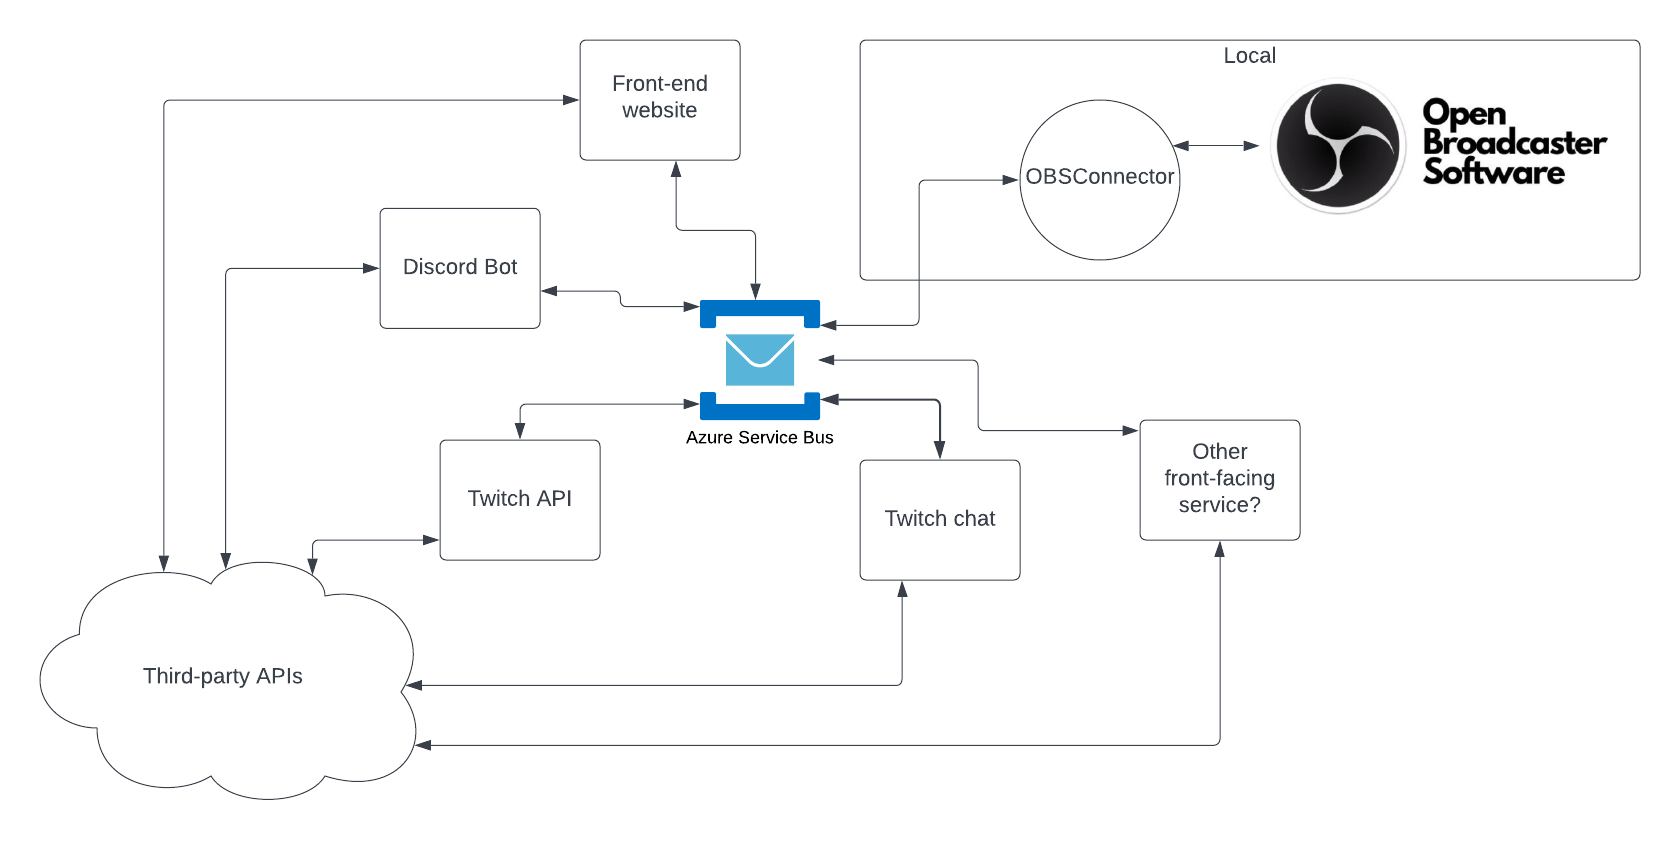 Front-end
website
Local
OBSConnector
Open
Broadcaster
Software
Discord Bot
Azure Service Bus
Twitch API
Twitch chat
Other
front-facing
service?
Third-party APIs